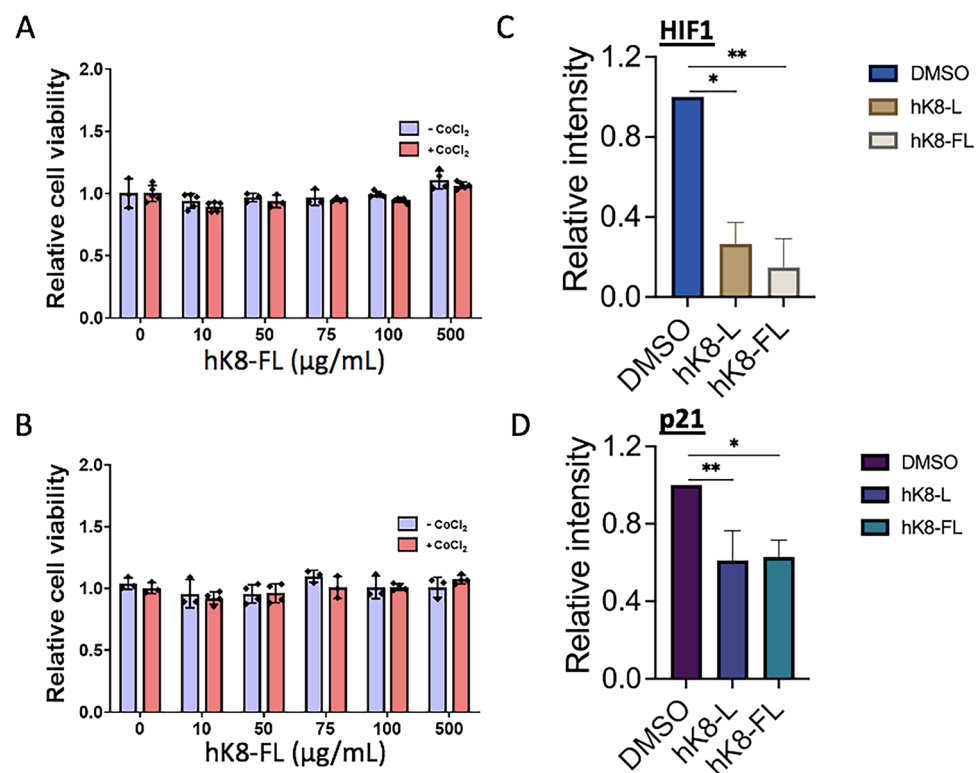 A
Relative cell viability
2.0
1.5
1.0
0.5
0.0
- CoCl₂
+ CoCl₂
0 10 50 75 100 500
hK8-FL (µg/mL)
B
Relative cell viability
2.0
1.5
1.0
0.5
0.0
- CoCl₂
+ CoCl₂
0 10 50 75 100 500
hK8-FL (µg/mL)
C
HIF1
Relative intensity
1.2
0.8
0.4
0.0
**
*
DMSO hK8-L hK8-FL
DMSO
hK8-L
hK8-FL
D
p21
Relative intensity
1.2
0.8
0.4
0.0
*
**
DMSO hK8-L hK8-FL
DMSO
hK8-L
hK8-FL